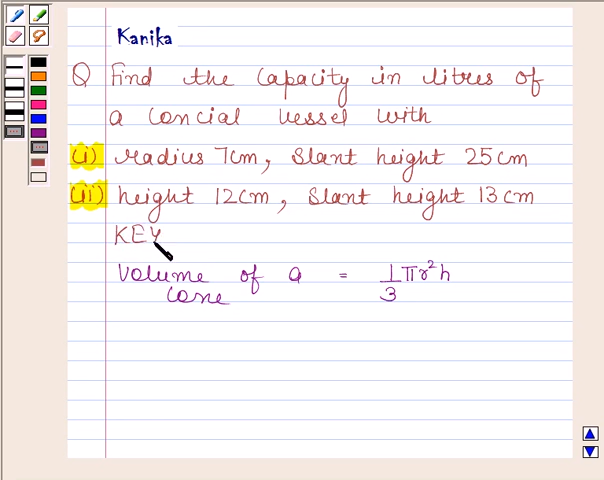 Kanika
Q Find the capacity in litres of
a concial vessel with
(i) radius 7cm, slant height 25cm
(ii) height 12cm, slant height 13cm
KEY
Volume of a = 1/3 πr²h
cone